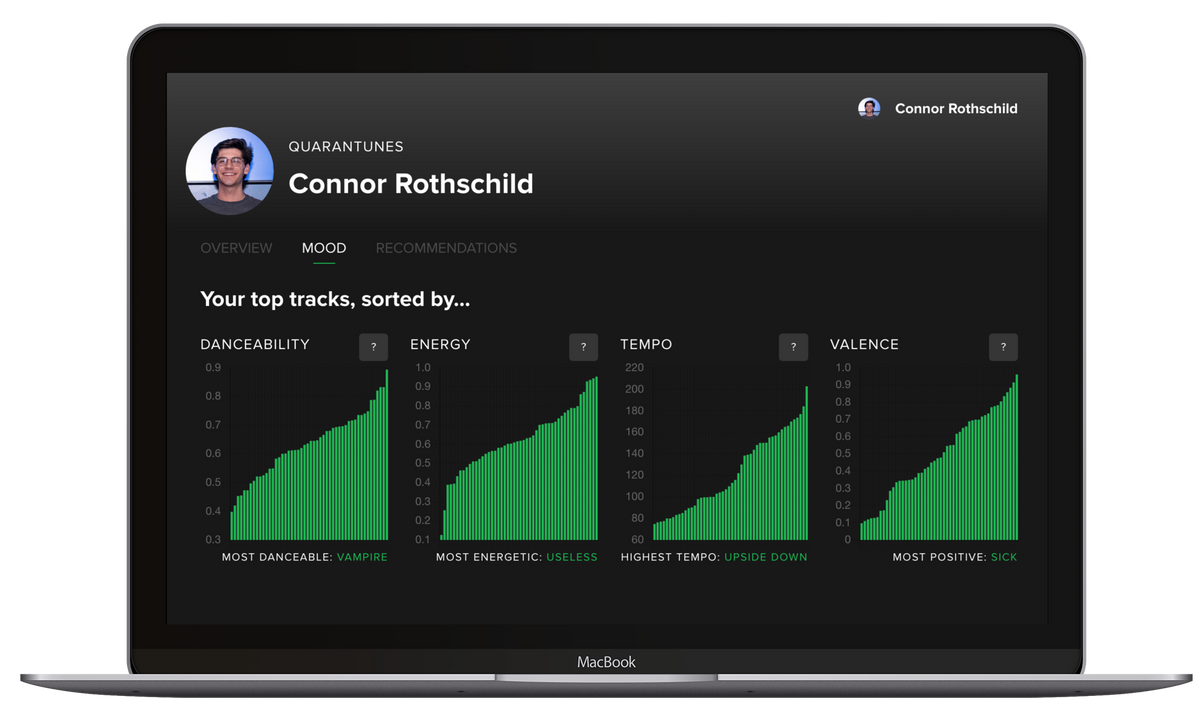 Connor Rothschild
QUARANTUNES
Connor Rothschild
OVERVIEW MOOD RECOMMENDATIONS
Your top tracks, sorted by...
DANCEABILITY ? ENERGY ? TEMPO ? VALENCE ?
0.9 1.0 220 1.0
0.8 0.9 200 0.9
0.7 0.8 180 0.8
0.6 0.7 160 0.7
0.5 0.6 140 0.6
0.4 0.5 120 0.5
0.3 0.4 100 0.4
0.3 80 0.3
0.2 60 0.2
0.1 0.1
0
MOST DANCEABLE: VAMPIRE MOST ENERGETIC: USELESS HIGHEST TEMPO: UPSIDE DOWN MOST POSITIVE: SICK
MacBook